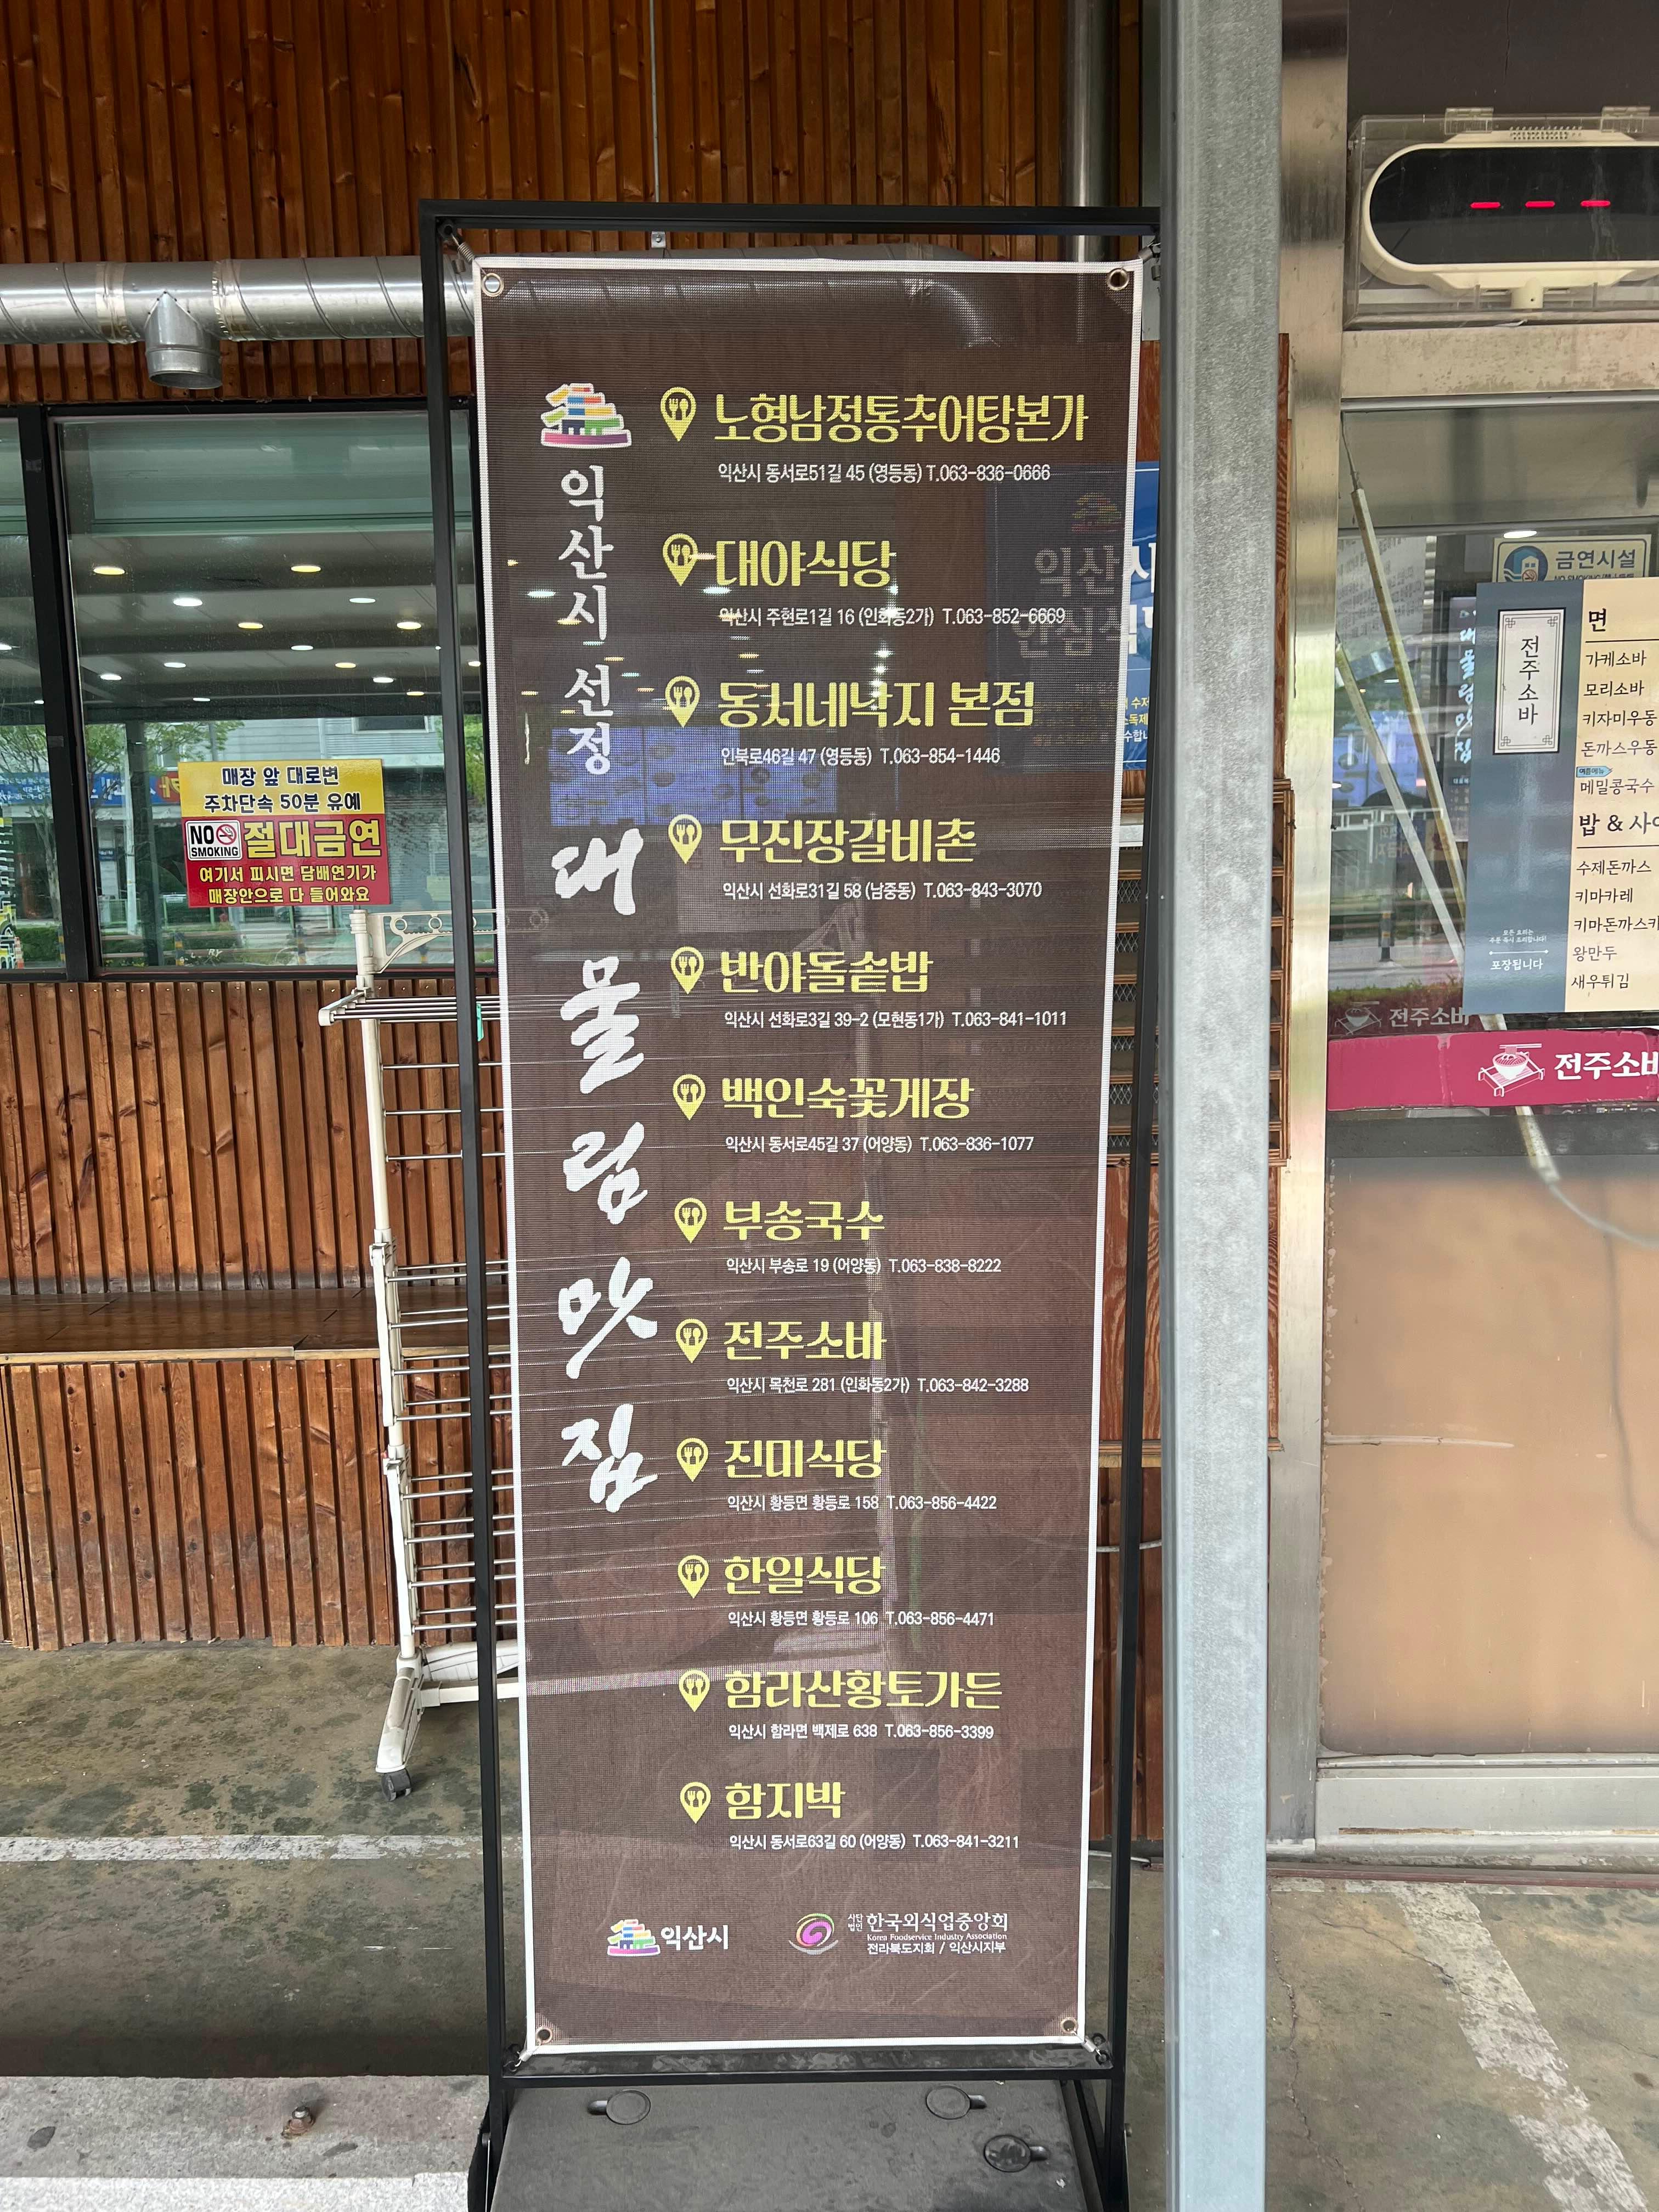 익산시 선정
대물림맛집
노형남정통추어탕본가
익산시 동서로51길 45 (영등동) T.063-836-0666
대야식당
익산시 주현로1길 16 (인화동2가) T.063-852-6669
동서네낙지 본점
인북로46길 47 (영등동) T.063-854-1446
무진장갈비촌
익산시 선화로31길 58 (남중동) T.063-843-3070
반야돌솥밥
익산시 선화로3길 39-2 (모현동1가) T.063-841-1011
백인숙꽃게장
익산시 동서로45길 37 (어양동) T.063-836-1077
부송국수
익산시 부송로 19 (어양동) T.063-838-8222
전주소바
익산시 목천로 281 (인화동2가) T.063-842-3288
진미식당
익산시 황등면 황등로 158 T.063-856-4422
한일식당
익산시 황등면 황등로 106 T.063-856-4471
함라산황토가든
익산시 함라면 백제로 638 T.063-856-3399
함지박
익산시 동서로63길 60 (어양동) T.063-841-3211
익산시
사단법인 한국외식업중앙회
Korea Foodservice Industry Association
전라북도지회 / 익산시지부
매장 앞 대로변
주차단속 50분 유예
NO SMOKING 절대금연
여기서 피시면 담배연기가
매장안으로 다 들어와요
금연시설
전주소바
면
가케소바
모리소바
키자미우동
돈까스우동
여름메뉴
메밀콩국수
밥 & 사
수제돈까스
키마카레
키마돈까스카
왕만두
새우튀김
포장됩니다
전주소바
전주소바